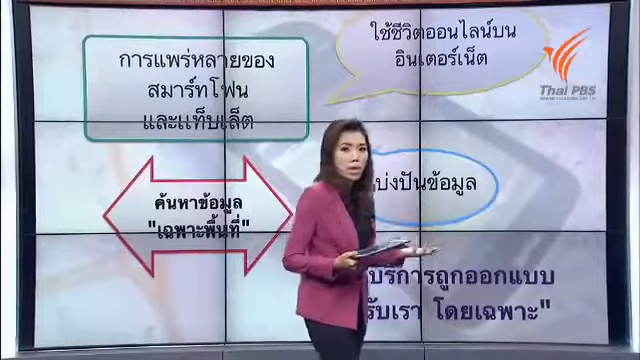 การแพร่หลายของ
สมาร์ทโฟน
และแท็บเล็ต
ใช้ชีวิตออนไลน์บน
อินเตอร์เน็ต
Thai PBS
ค้นหาข้อมูล
"เฉพาะพื้นที่"
บ่งปันข้อมูล
บริการถูกออกแบบ
รับเรา โดยเฉพาะ"